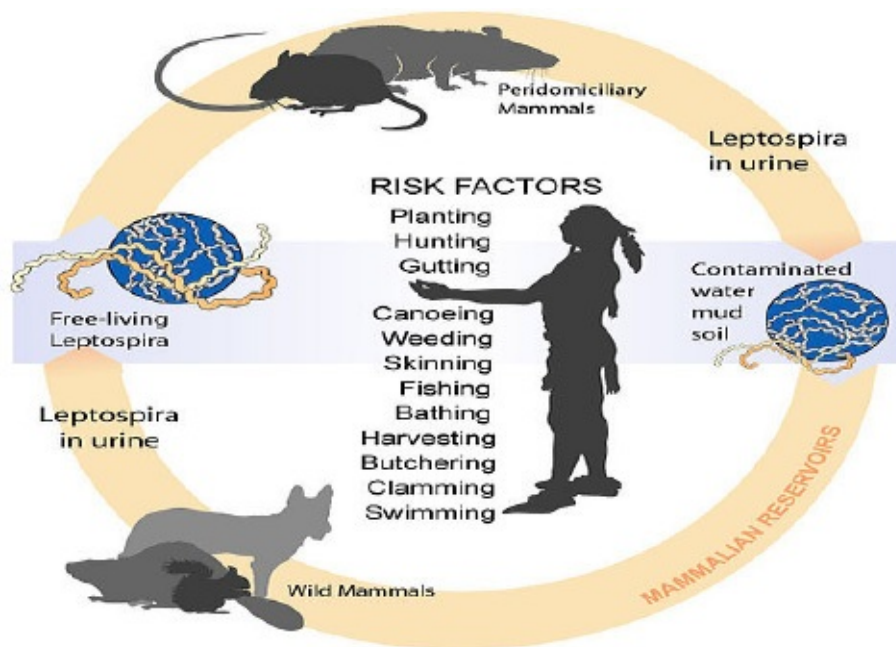 Peridomiciliary
Mammals
Leptospira
in urine
RISK FACTORS
Planting
Hunting
Gutting
Canoeing
Weeding
Skinning
Fishing
Bathing
Harvesting
Butchering
Clamming
Swimming
Contaminated
water
mud
soil
Free-living
Leptospira
Leptospira
in urine
Wild Mammals
MAMMALIAN RESERVOIRS